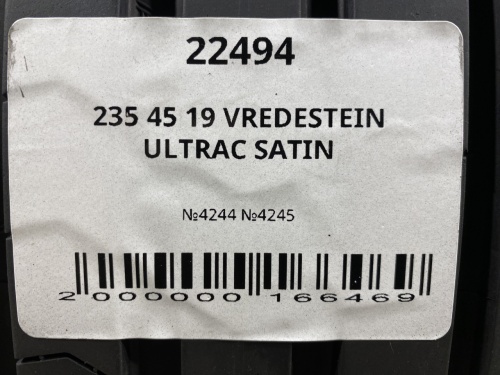 22494
235 45 19 VREDESTEIN
ULTRAC SATIN
№4244 №4245
2 000000 166469